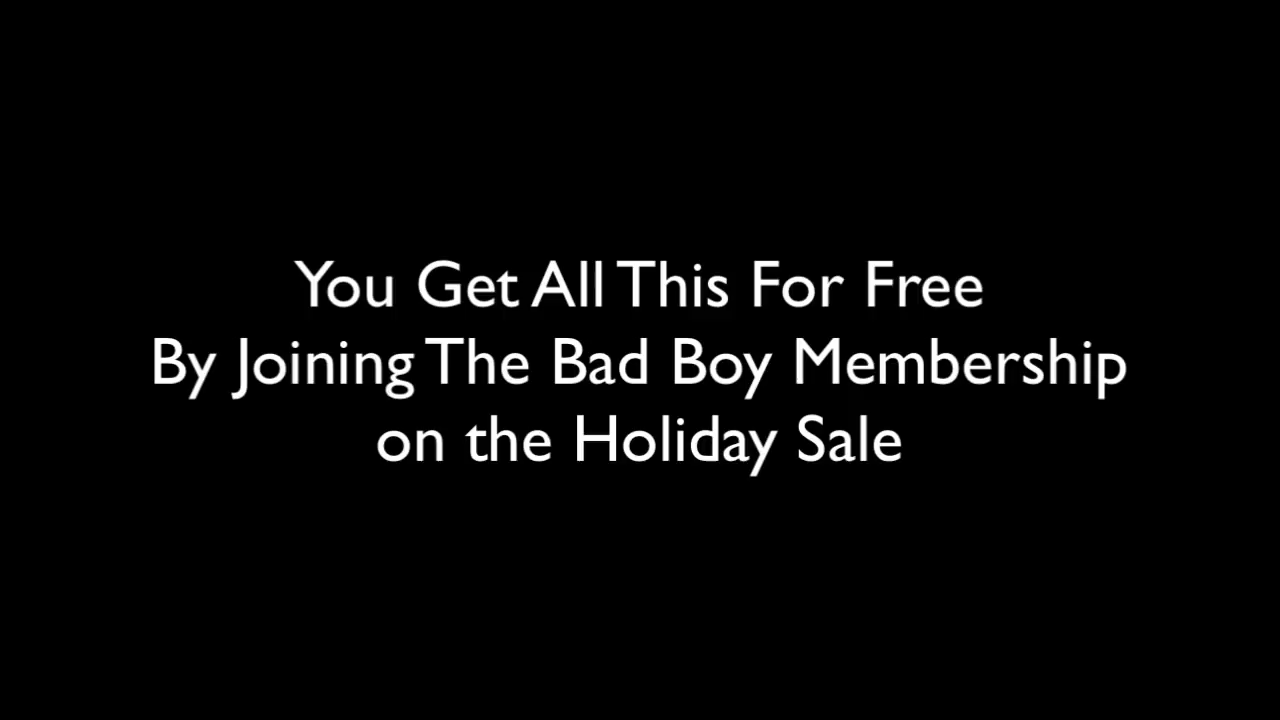 You Get All This For Free
By Joining The Bad Boy Membership
on the Holiday Sale